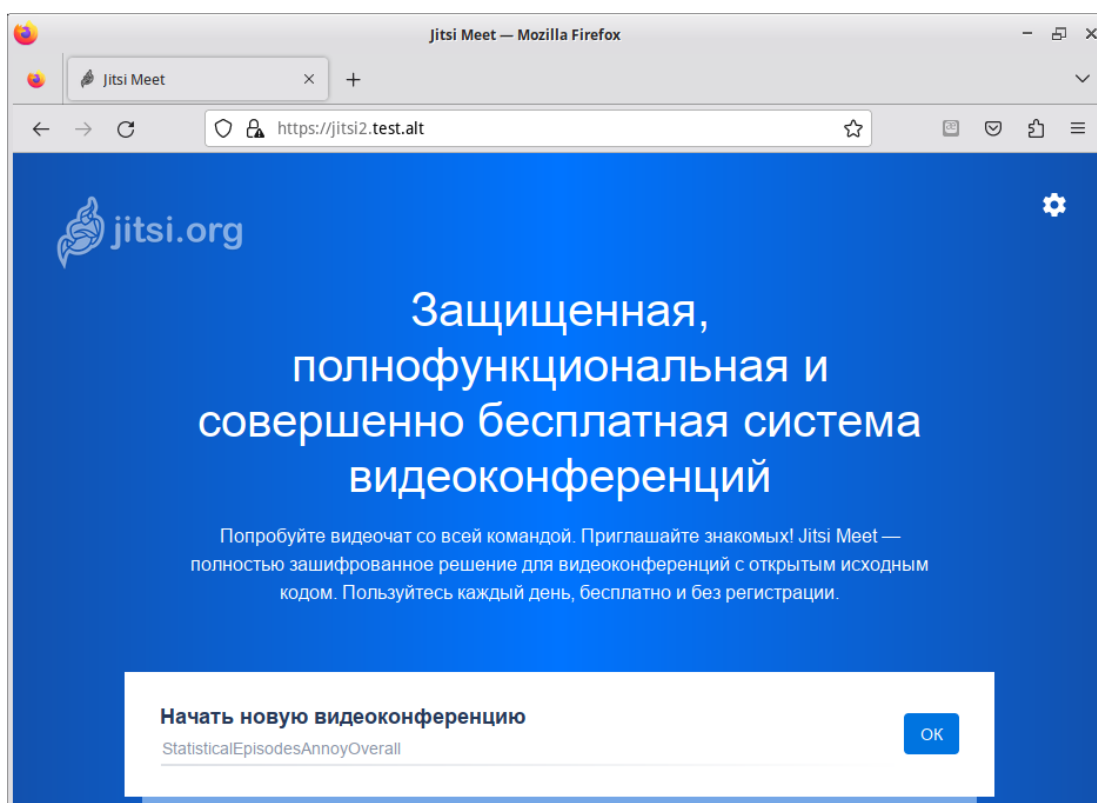 Jitsi Meet — Mozilla Firefox
Jitsi Meet
https://jitsi2.test.alt
jitsi.org
Защищенная,
полнофункциональная и
совершенно бесплатная система
видеоконференций
Попробуйте видеочат со всей командой. Приглашайте знакомых! Jitsi Meet —
полностью зашифрованное решение для видеоконференций с открытым исходным
кодом. Пользуйтесь каждый день, бесплатно и без регистрации.
Начать новую видеоконференцию
StatisticalEpisodesAnnoyOverall
ОК